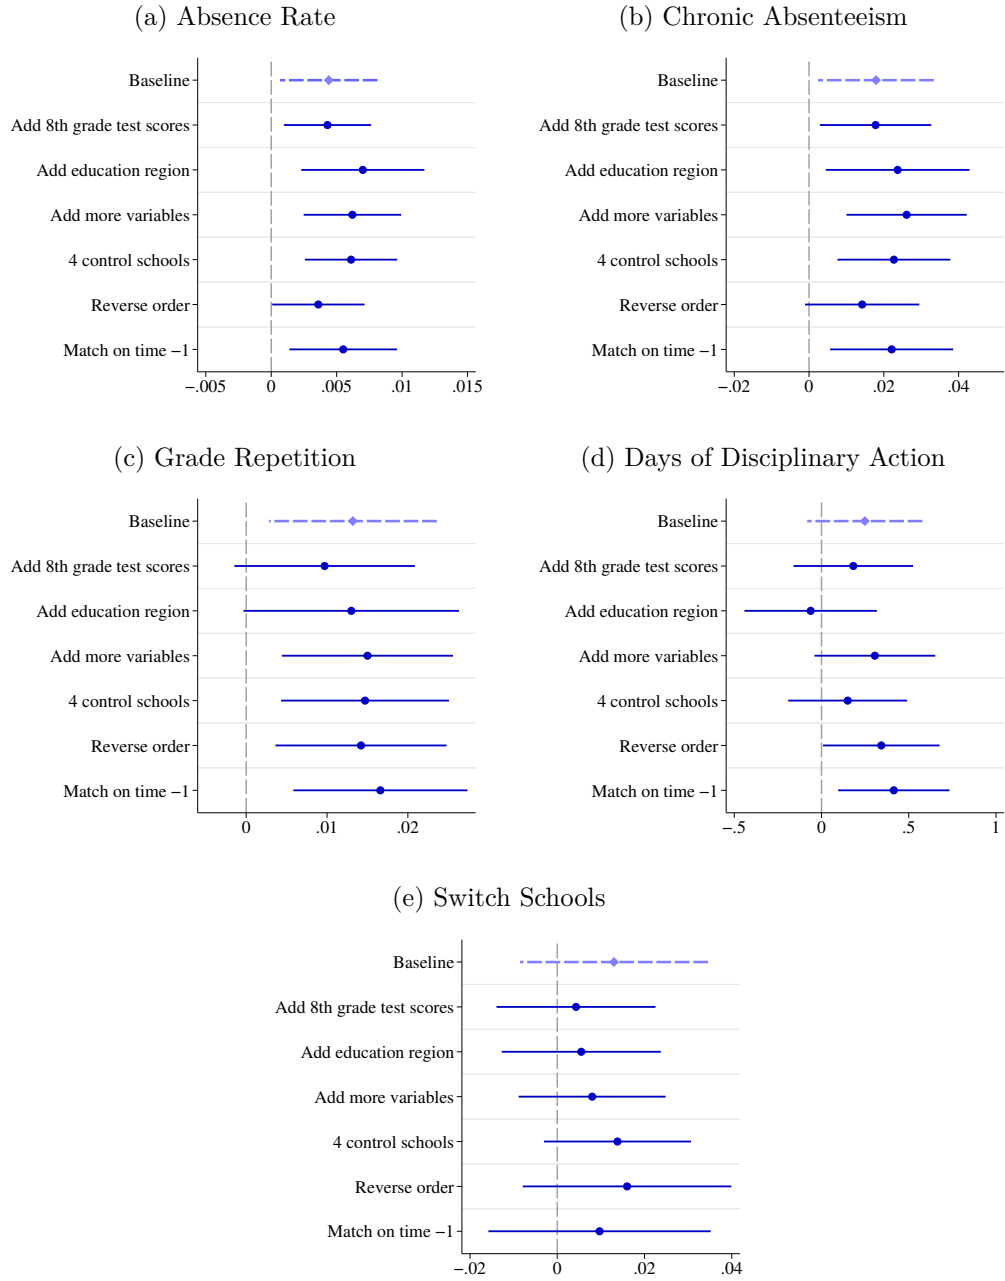 (a) Absence Rate
Baseline
Add 8th grade test scores
Add education region
Add more variables
4 control schools
Reverse order
Match on time −1
−.005 0 .005 .01 .015
(b) Chronic Absenteeism
Baseline
Add 8th grade test scores
Add education region
Add more variables
4 control schools
Reverse order
Match on time −1
−.02 0 .02 .04
(c) Grade Repetition
Baseline
Add 8th grade test scores
Add education region
Add more variables
4 control schools
Reverse order
Match on time −1
0 .01 .02
(d) Days of Disciplinary Action
Baseline
Add 8th grade test scores
Add education region
Add more variables
4 control schools
Reverse order
Match on time −1
−.5 0 .5 1
(e) Switch Schools
Baseline
Add 8th grade test scores
Add education region
Add more variables
4 control schools
Reverse order
Match on time −1
−.02 0 .02 .04